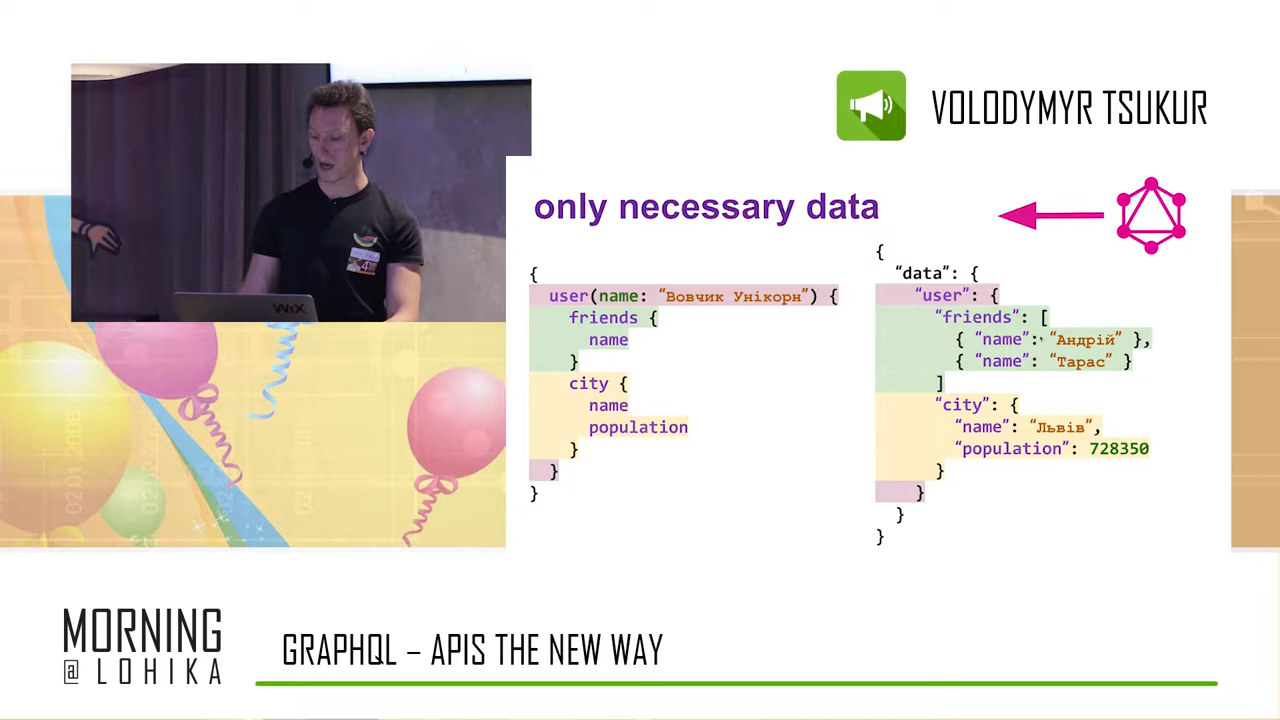 VOLODYMYR TSUKUR
WiX
only necessary data
{
user(name: “Вовчик Унікорн”) {
friends {
name
}
city {
name
population
}
}
}
{
“data”: {
“user”: {
“friends”: [
{ “name”: “Андрій” },
{ “name”: “Тарас” }
]
“city”: {
“name”: “Львів”,
“population”: 728350
}
}
}
}
MORNING
@ LOHIKA
GRAPHQL – APIS THE NEW WAY